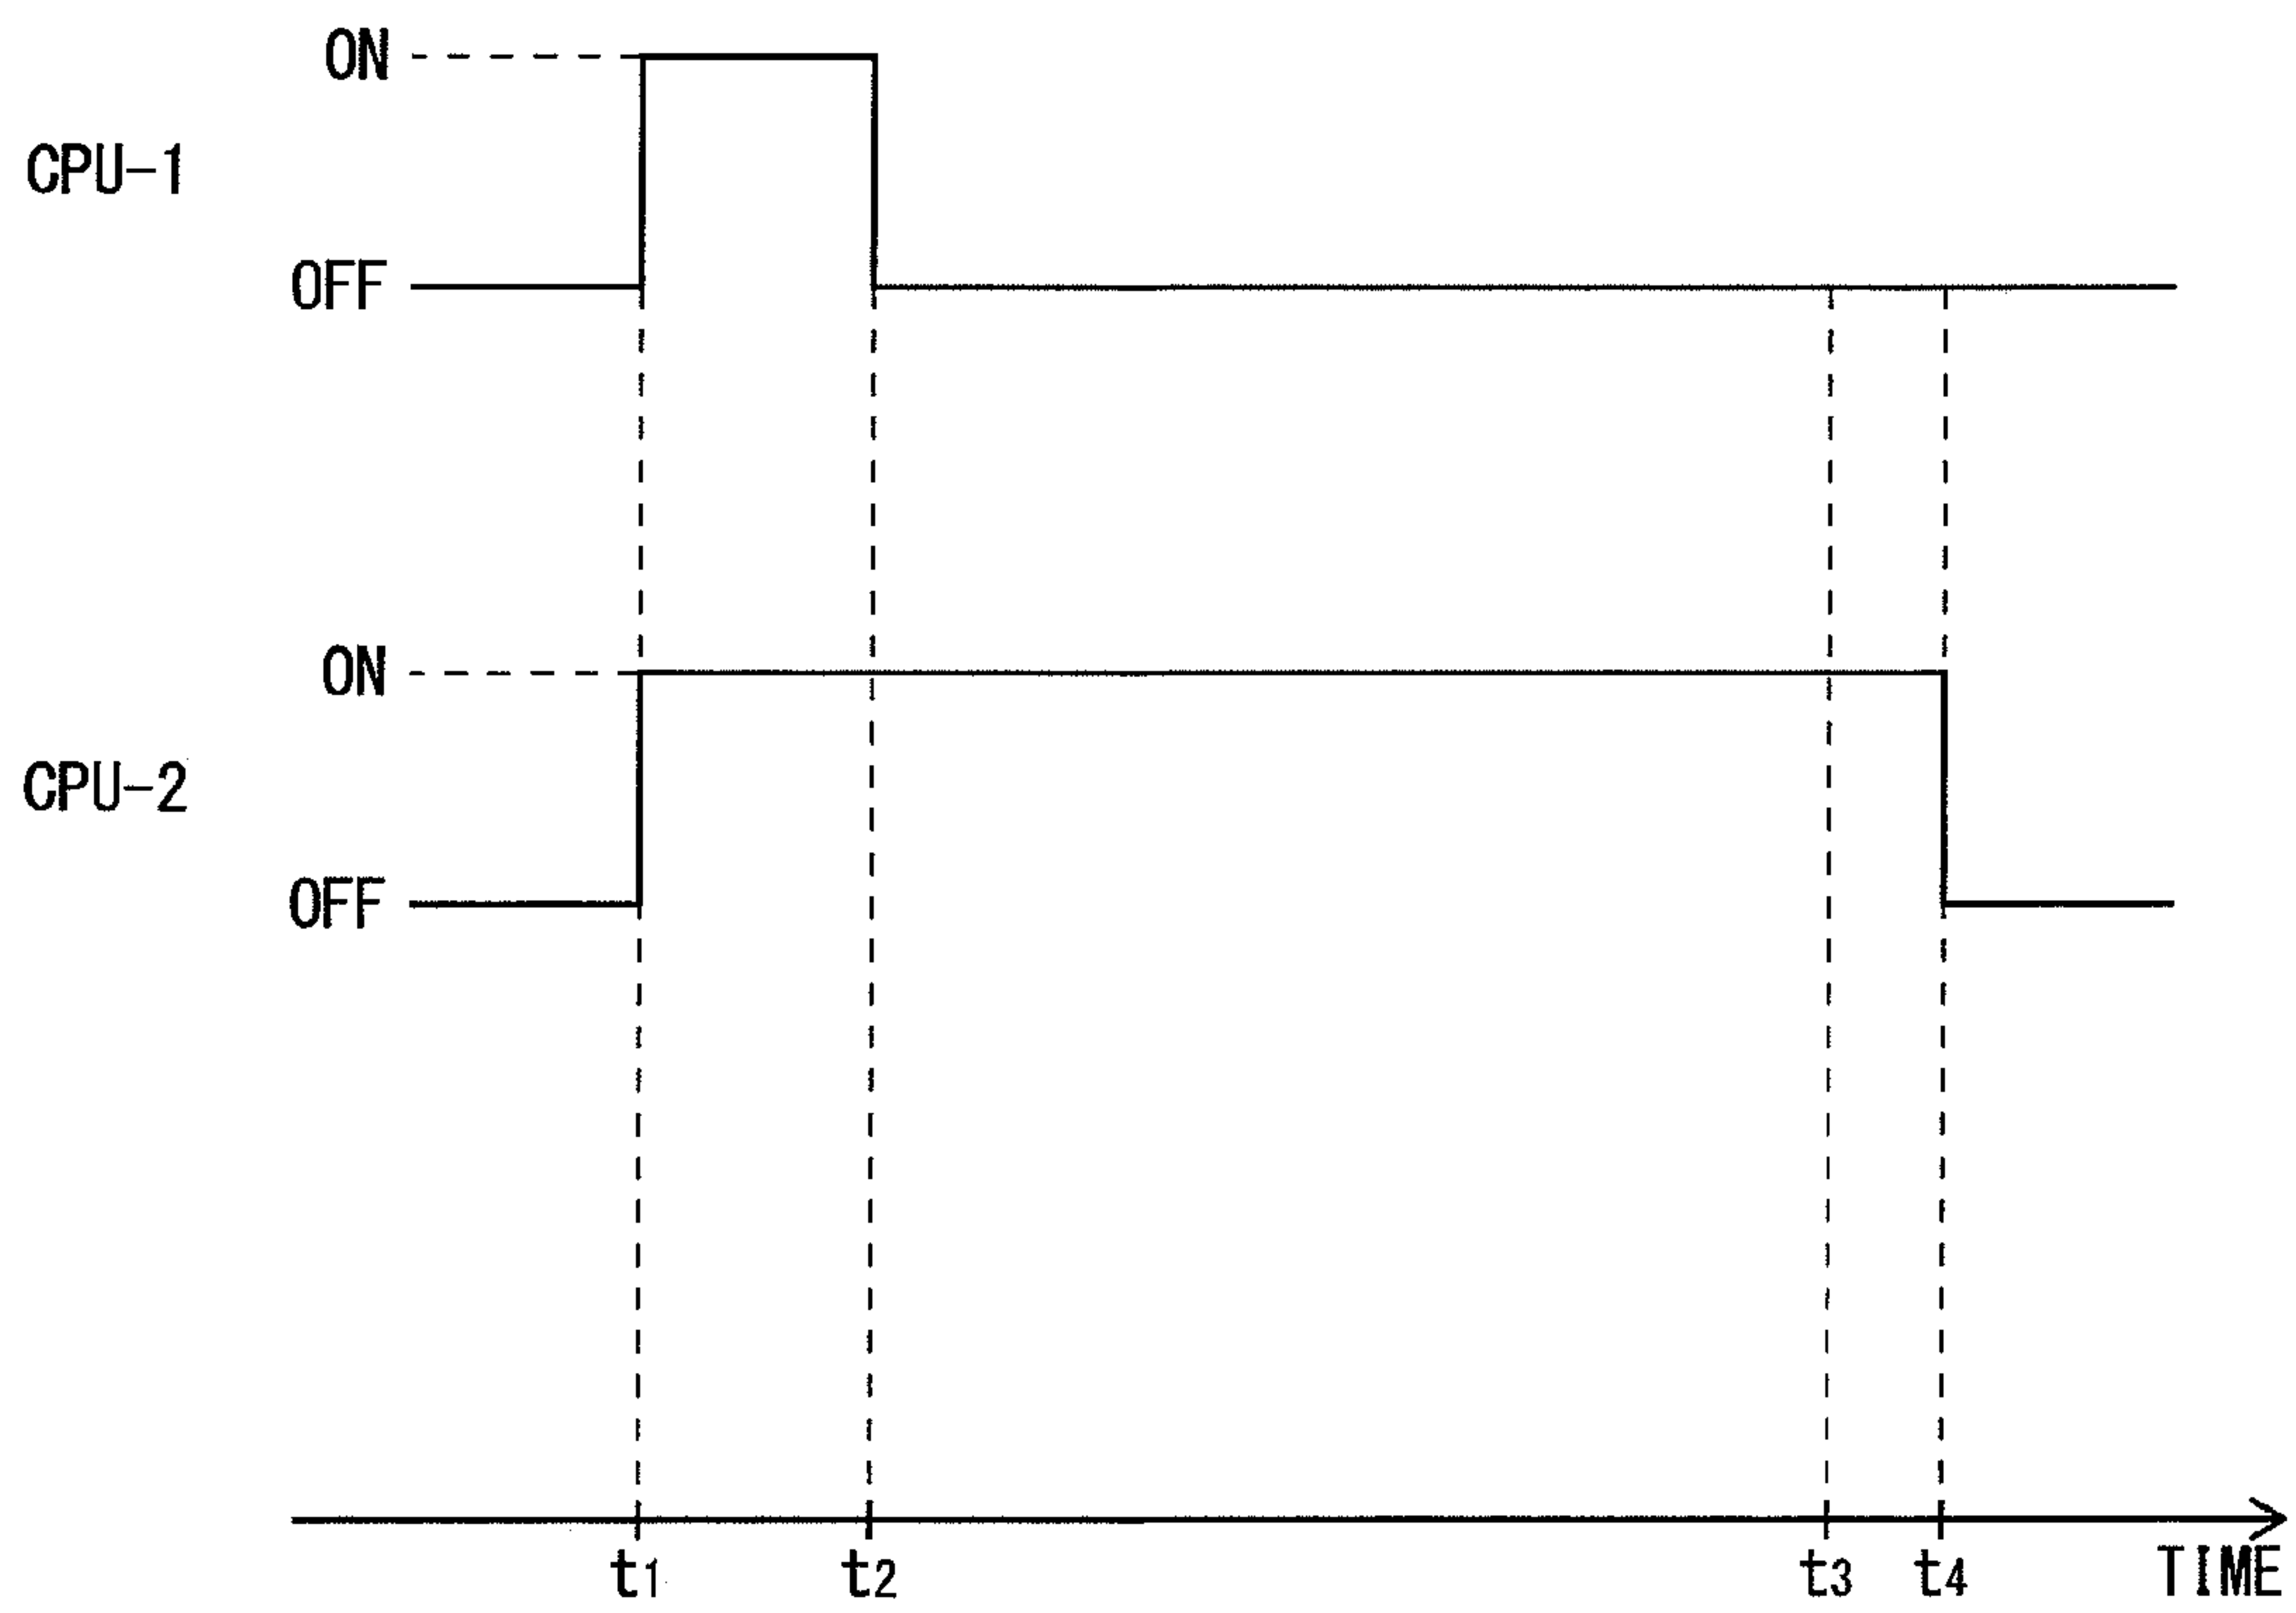 ON
CPU-1
OFF
ON
CPU-2
OFF
t1 t2 t3 t4 TIME